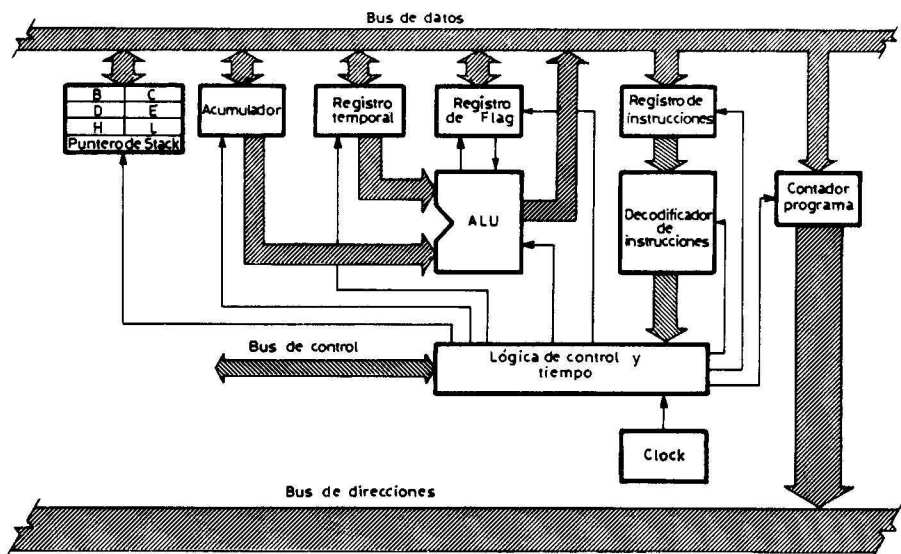 Bus de datos
B C
D E
H L
Puntero de Stack
Acumulador
Registro
temporal
Registro
de Flag
Registro de
instrucciones
ALU
Decodificador
de
instrucciones
Contador
programa
Bus de control
Lógica de control y
tiempo
Clock
Bus de direcciones